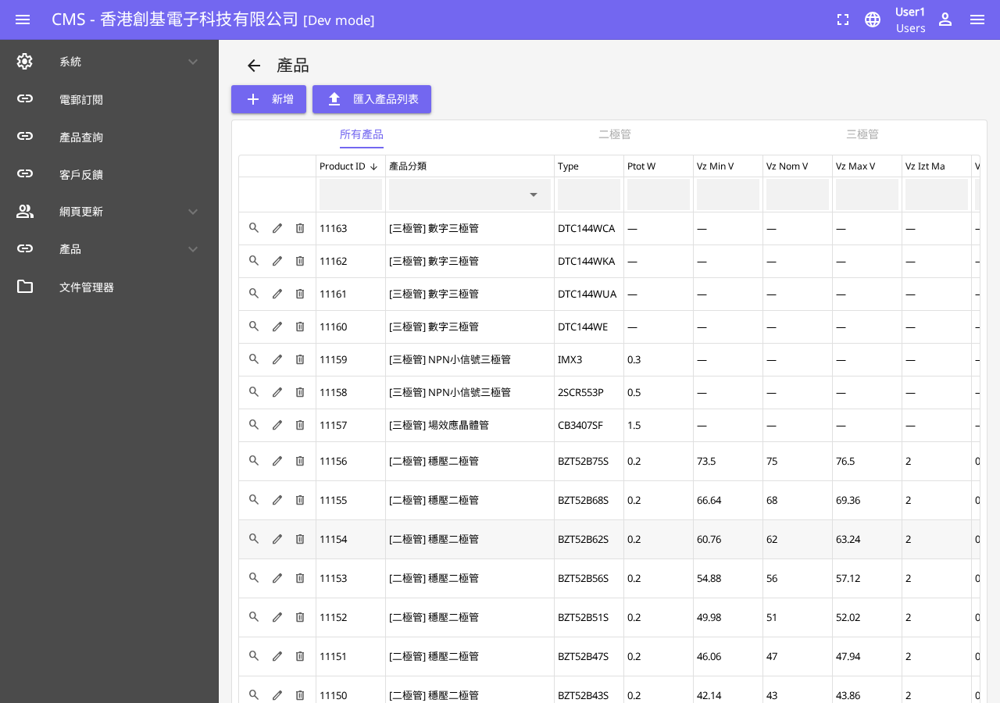 CMS - 香港創基電子科技有限公司 [Dev mode]
User1
Users
系統
電郵訂閱
產品查詢
客戶反饋
網頁更新
產品
文件管理器
產品
新增
匯入產品列表
所有產品 二極管 三極管
Product ID 產品分類 Type Ptot W Vz Min V Vz Nom V Vz Max V Vz Izt Ma V
11163 [三極管] 數字三極管 DTC144WCA — — — — —
11162 [三極管] 數字三極管 DTC144WKA — — — — —
11161 [三極管] 數字三極管 DTC144WUA — — — — —
11160 [三極管] 數字三極管 DTC144WE — — — — —
11159 [三極管] NPN小信號三極管 IMX3 0.3 — — — —
11158 [三極管] NPN小信號三極管 2SCR553P 0.5 — — — —
11157 [三極管] 場效應晶體管 CB3407SF 1.5 — — — —
11156 [二極管] 穩壓二極管 BZT52B75S 0.2 73.5 75 76.5 2 0
11155 [二極管] 穩壓二極管 BZT52B68S 0.2 66.64 68 69.36 2 0
11154 [二極管] 穩壓二極管 BZT52B62S 0.2 60.76 62 63.24 2 0
11153 [二極管] 穩壓二極管 BZT52B56S 0.2 54.88 56 57.12 2 0
11152 [二極管] 穩壓二極管 BZT52B51S 0.2 49.98 51 52.02 2 0
11151 [二極管] 穩壓二極管 BZT52B47S 0.2 46.06 47 47.94 2 0
11150 [二極管] 穩壓二極管 BZT52B43S 0.2 42.14 43 43.86 2 0